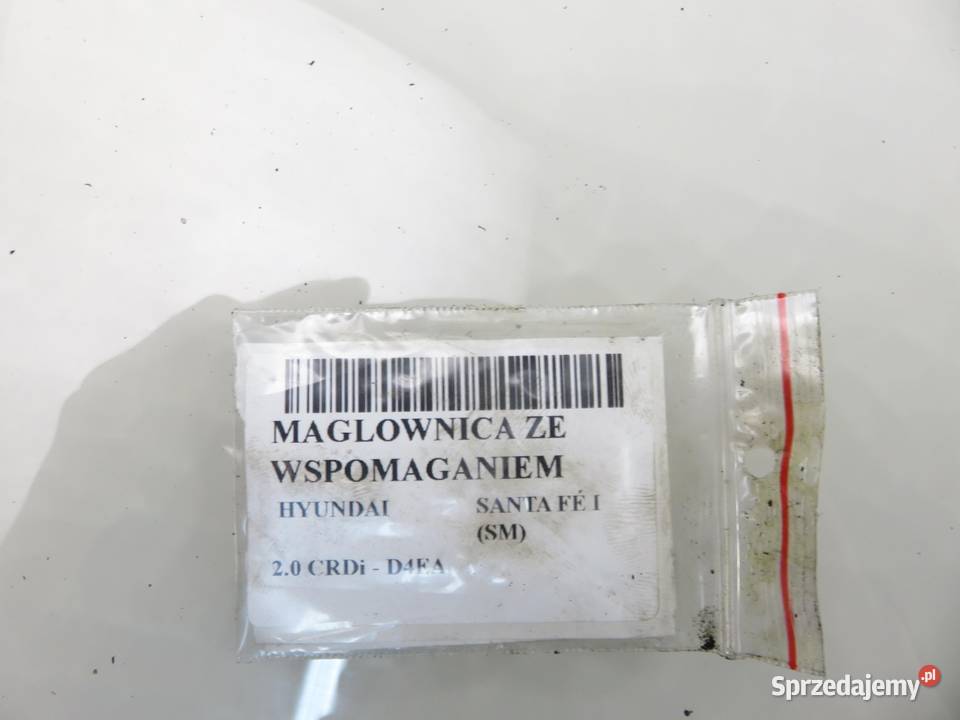 MAGLOWNICA ZE
WSPOMAGANIEM
HYUNDAI SANTA FÉ I
(SM)
2.0 CRDi - D4EA
Sprzedajemy.pl